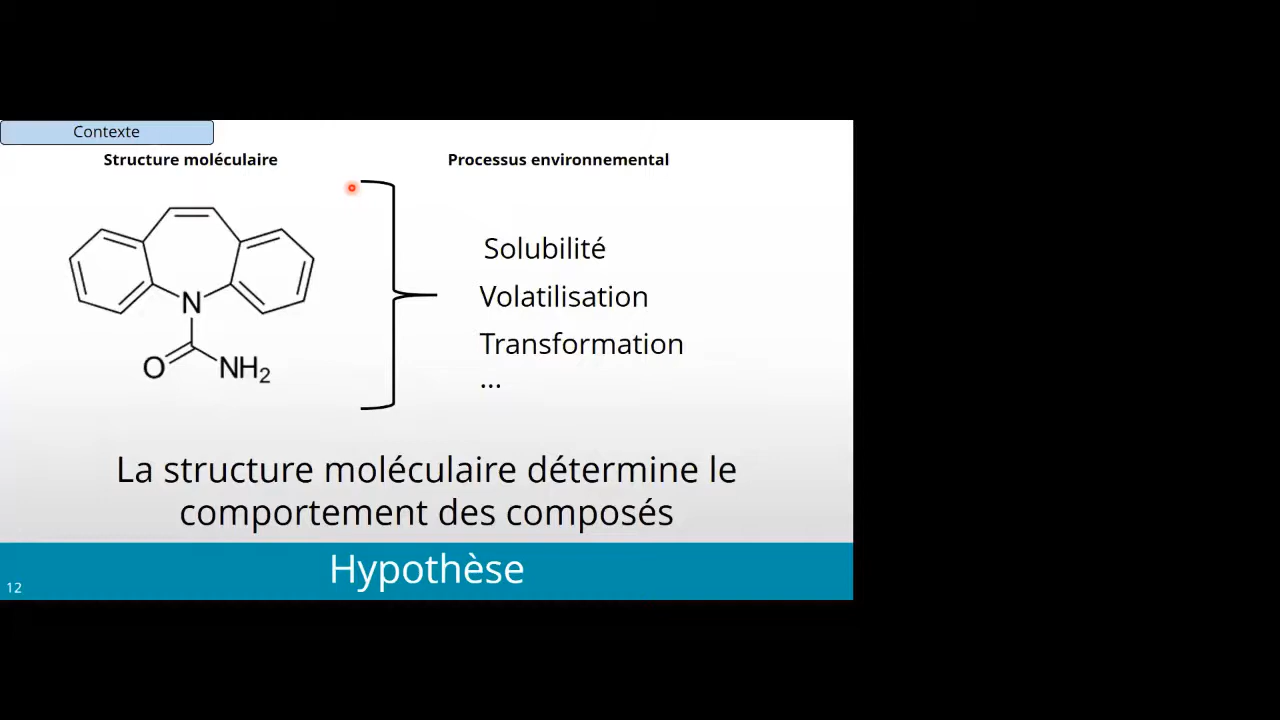 Contexte
Structure moléculaire
Processus environnemental
N
O
NH₂
Solubilité
Volatilisation
Transformation
...
La structure moléculaire détermine le
comportement des composés
Hypothèse
12